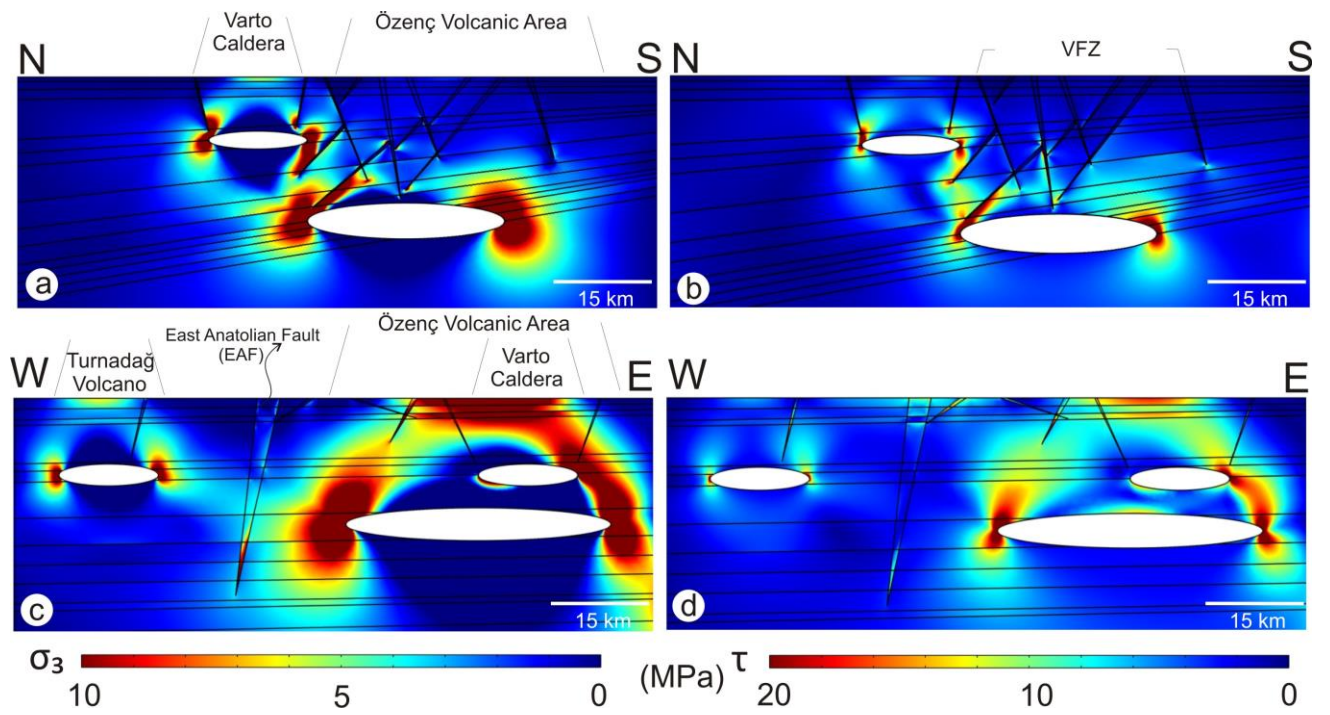 Varto
Caldera
Özenç Volcanic Area
N
S
a
15 km
N
VFZ
S
b
15 km
Turnadağ
Volcano
East Anatolian Fault
(EAF)
Özenç Volcanic Area
Varto
Caldera
W
E
c
15 km
W
E
d
15 km
σ3
10
5
0
(MPa)
τ
20
10
0